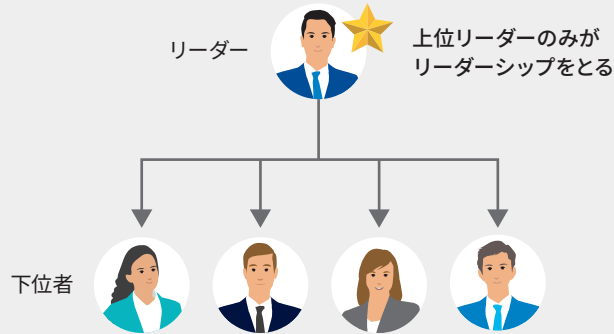 リーダー
上位リーダーのみが
リーダーシップをとる
下位者